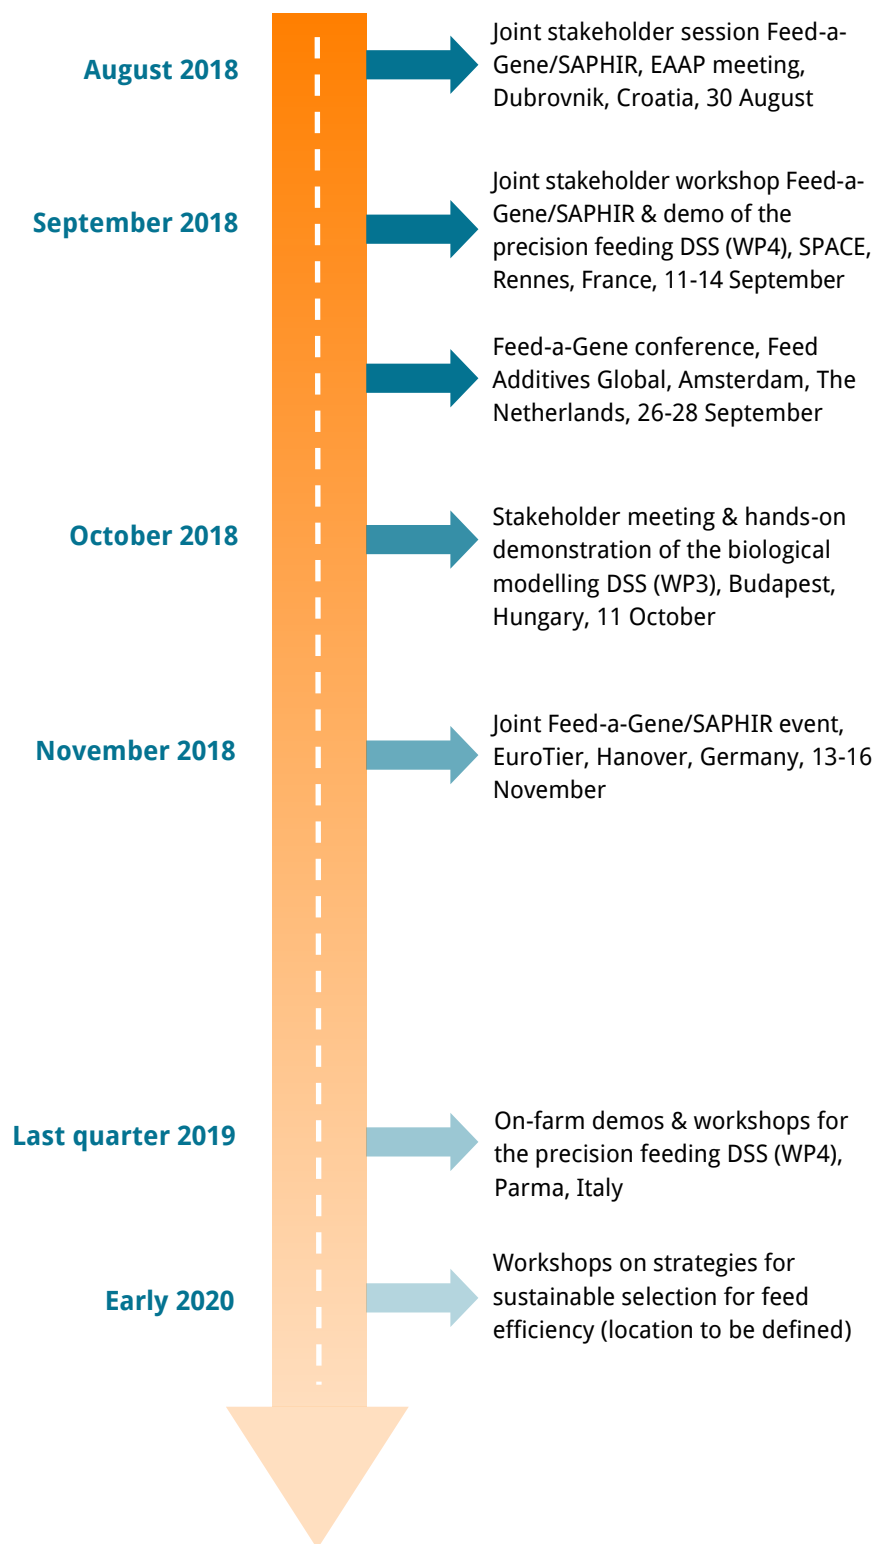 August 2018
Joint stakeholder session Feed-a-
Gene/SAPHIR, EAAP meeting,
Dubrovnik, Croatia, 30 August
September 2018
Joint stakeholder workshop Feed-a-
Gene/SAPHIR & demo of the
precision feeding DSS (WP4), SPACE,
Rennes, France, 11-14 September
Feed-a-Gene conference, Feed
Additives Global, Amsterdam, The
Netherlands, 26-28 September
October 2018
Stakeholder meeting & hands-on
demonstration of the biological
modelling DSS (WP3), Budapest,
Hungary, 11 October
November 2018
Joint Feed-a-Gene/SAPHIR event,
EuroTier, Hanover, Germany, 13-16
November
Last quarter 2019
On-farm demos & workshops for
the precision feeding DSS (WP4),
Parma, Italy
Early 2020
Workshops on strategies for
sustainable selection for feed
efficiency (location to be defined)